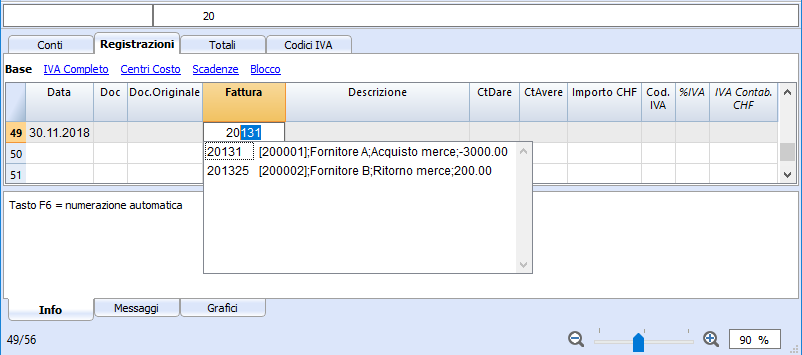 20
Conti Registrazioni Totali Codici IVA
Base IVA Completo Centri Costo Scadenze Blocco
Data Doc Doc.Originale Fattura Descrizione CtDare CtAvere Importo CHF Cod. IVA %IVA IVA Contab. CHF
49 30.11.2018 20131
50
51
20131 [200001];Fornitore A;Acquisto merce;-3000.00
201325 [200002];Fornitore B;Ritorno merce;200.00
Tasto F6 = numerazione automatica
Info Messaggi Grafici
49/56 90 %